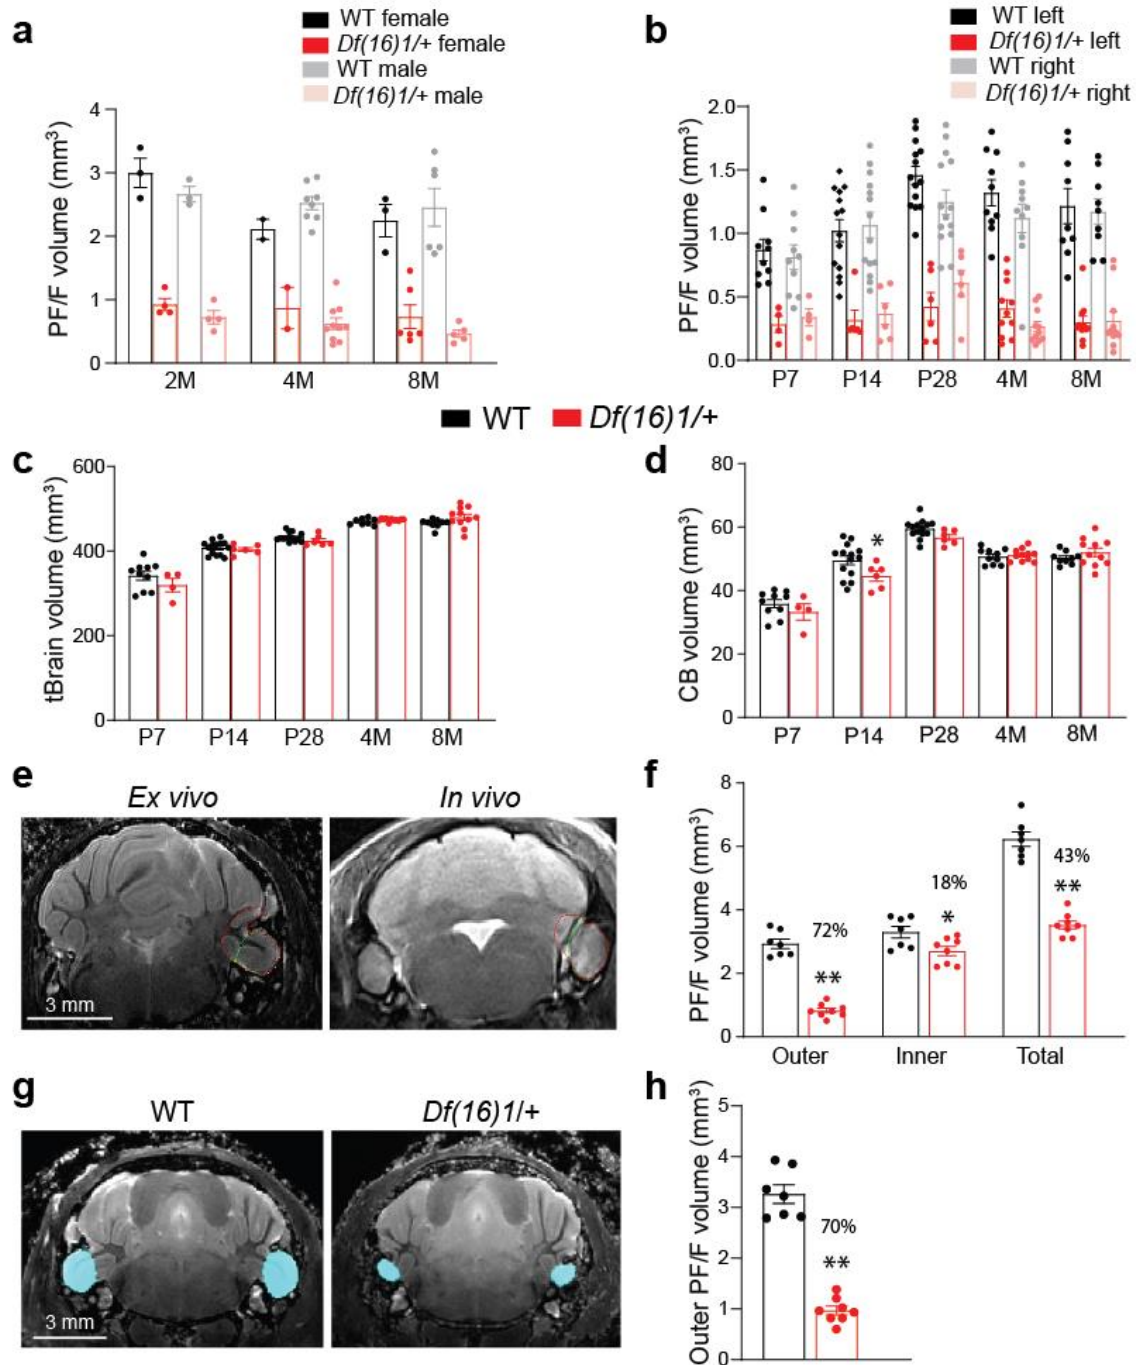 a
WT female
Df(16)1/+ female
WT male
Df(16)1/+ male
PF/F volume (mm³)
4
3
2
1
0
2M 4M 8M
b
WT left
Df(16)1/+ left
WT right
Df(16)1/+ right
PF/F volume (mm³)
2.0
1.5
1.0
0.5
0.0
P7 P14 P28 4M 8M
WT Df(16)1/+
c
tBrain volume (mm³)
600
400
200
0
P7 P14 P28 4M 8M
d
CB volume (mm³)
80
60
40
20
0
*
P7 P14 P28 4M 8M
e
Ex vivo In vivo
3 mm
f
PF/F volume (mm³)
8
6
4
2
0
72%
**
18%
*
43%
**
Outer Inner Total
g
WT Df(16)1/+
3 mm
h
Outer PF/F volume (mm³)
5
4
3
2
1
0
70%
**